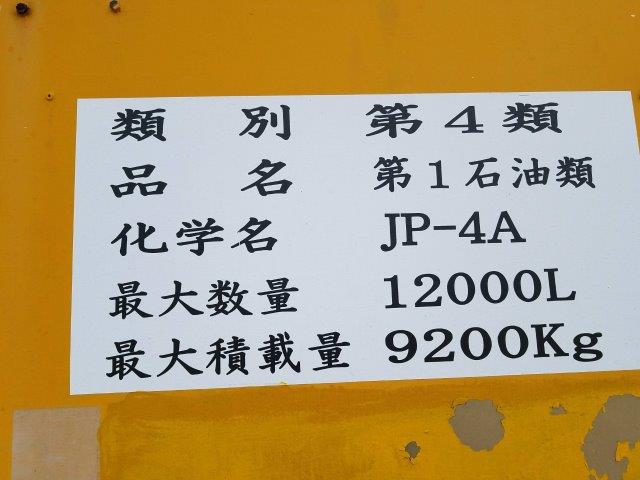 類 別 第4類
品 名 第1石油類
化学名 JP-4A
最大数量 12000L
最大積載量 9200Kg